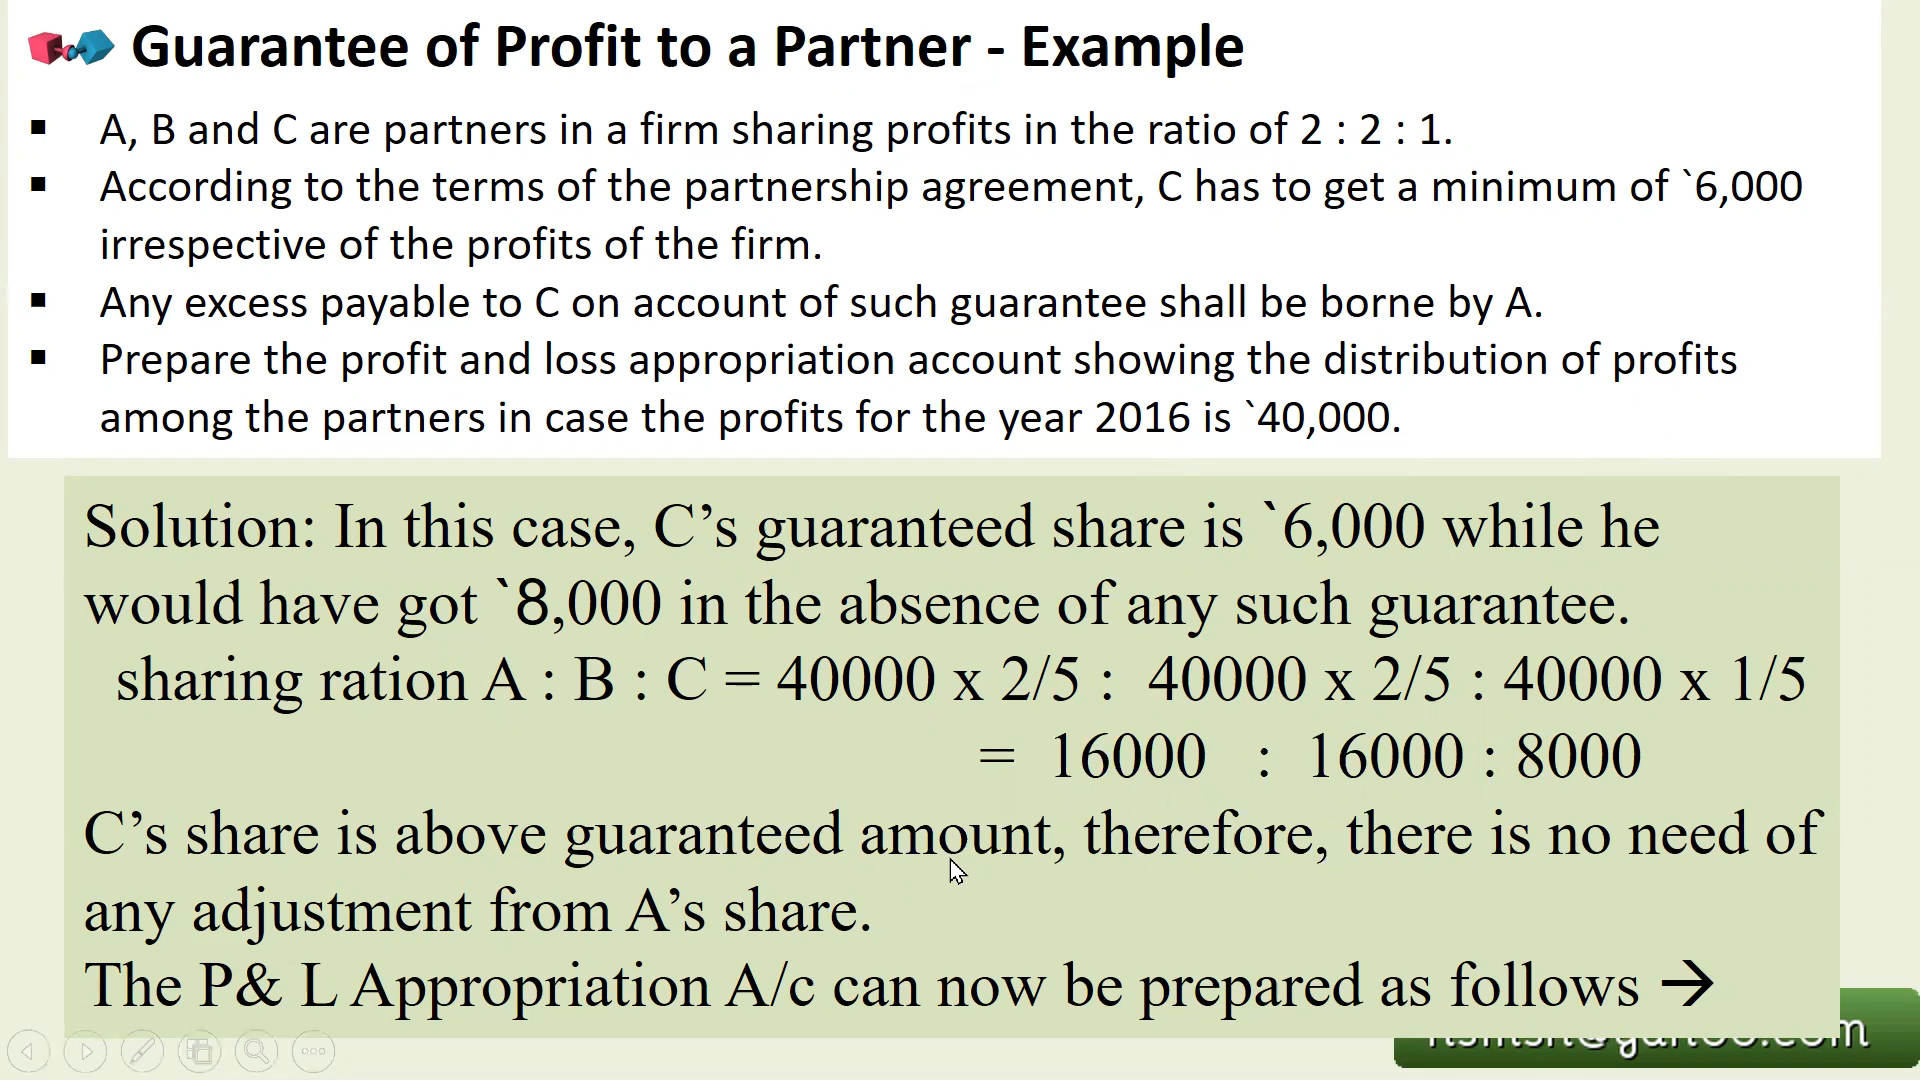 Guarantee of Profit to a Partner - Example
▪ A, B and C are partners in a firm sharing profits in the ratio of 2 : 2 : 1.
▪ According to the terms of the partnership agreement, C has to get a minimum of `6,000
irrespective of the profits of the firm.
▪ Any excess payable to C on account of such guarantee shall be borne by A.
▪ Prepare the profit and loss appropriation account showing the distribution of profits
among the partners in case the profits for the year 2016 is `40,000.
Solution: In this case, C’s guaranteed share is `6,000 while he
would have got `8,000 in the absence of any such guarantee.
sharing ration A : B : C = 40000 x 2/5 : 40000 x 2/5 : 40000 x 1/5
= 16000 : 16000 : 8000
C’s share is above guaranteed amount, therefore, there is no need of
any adjustment from A’s share.
The P& L Appropriation A/c can now be prepared as follows →